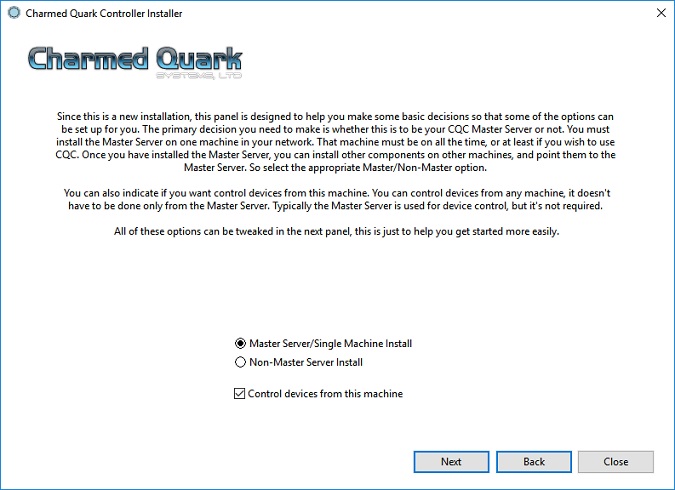 Charmed Quark Controller Installer
Charmed Quark
SYSTEMS, LTD
Since this is a new installation, this panel is designed to help you make some basic decisions so that some of the options can
be set up for you. The primary decision you need to make is whether this is to be your CQC Master Server or not. You must
install the Master Server on one machine in your network. That machine must be on all the time, or at least if you wish to use
CQC. Once you have installed the Master Server, you can install other components on other machines, and point them to the
Master Server. So select the appropriate Master/Non-Master option.
You can also indicate if you want control devices from this machine. You can control devices from any machine, it doesn't
have to be done only from the Master Server. Typically the Master Server is used for device control, but it's not required.
All of these options can be tweaked in the next panel, this is just to help you get started more easily.
Master Server/Single Machine Install
Non-Master Server Install
Control devices from this machine
Next Back Close